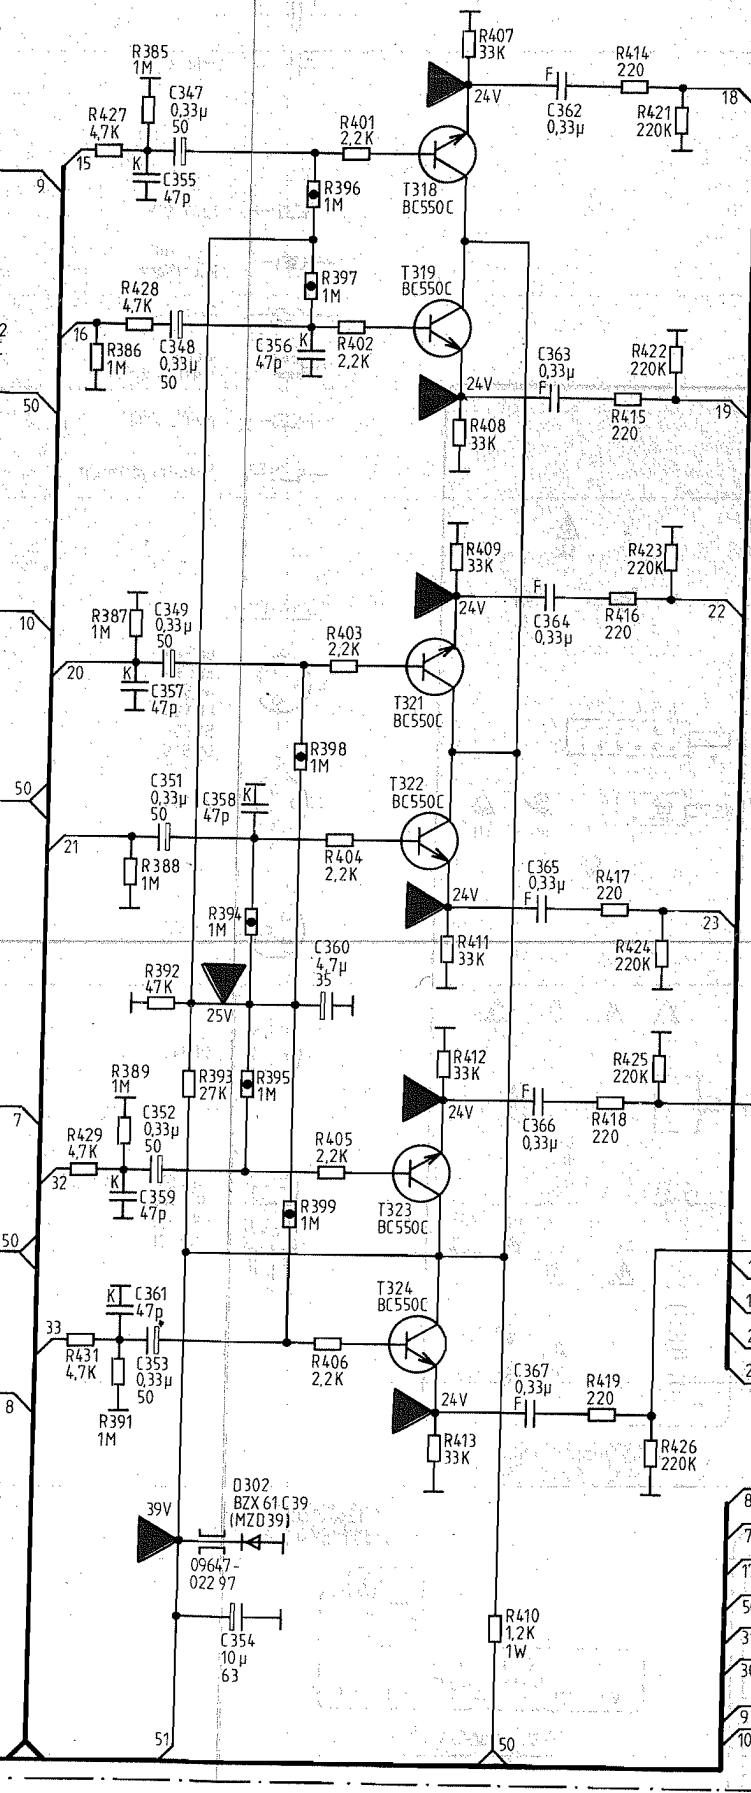 R407
33K
R385
1M
C347
0,33µ
50
R427
4,7K
15
K
C355
47p
R401
2,2K
24V
F
C362
0,33µ
R414
220
R421
220K
18
9
R396
1M
T318
BC550C
R397
1M
T319
BC550C
R428
4,7K
16
R386
1M
C348
0,33µ
50
C356
47p
K
R402
2,2K
C363
0,33µ
F
24V
R422
220K
R415
220
19
50
R408
33K
R409
33K
24V
F
C364
0,33µ
R416
220
R423
220K
22
10
R387
1M
C349
0,33µ
50
20
K
C357
47p
R403
2,2K
T321
BC550C
R398
1M
50
21
C351
0,33µ
50
R388
1M
C358
47p
K
R404
2,2K
T322
BC550C
24V
C365
0,33µ
F
R417
220
23
R424
220K
R411
33K
R394
1M
R392
47K
25V
C360
4,7µ
35
R412
33K
24V
F
C366
0,33µ
R418
220
R425
220K
7
R389
1M
R393
27K
R395
1M
R429
4,7K
32
C352
0,33µ
50
K
C359
47p
R405
2,2K
T323
BC550C
R399
1M
50
K
C361
47p
33
R431
4,7K
C353
0,33µ
50
R391
1M
R406
2,2K
T324
BC550C
24V
C367
0,33µ
F
R419
220
R426
220K
R413
33K
8
39V
D302
BZX 61 C39
(MZD39)
09647-
022 97
C354
10µ
63
R410
1,2K
1W
51
50
8
7
9
10